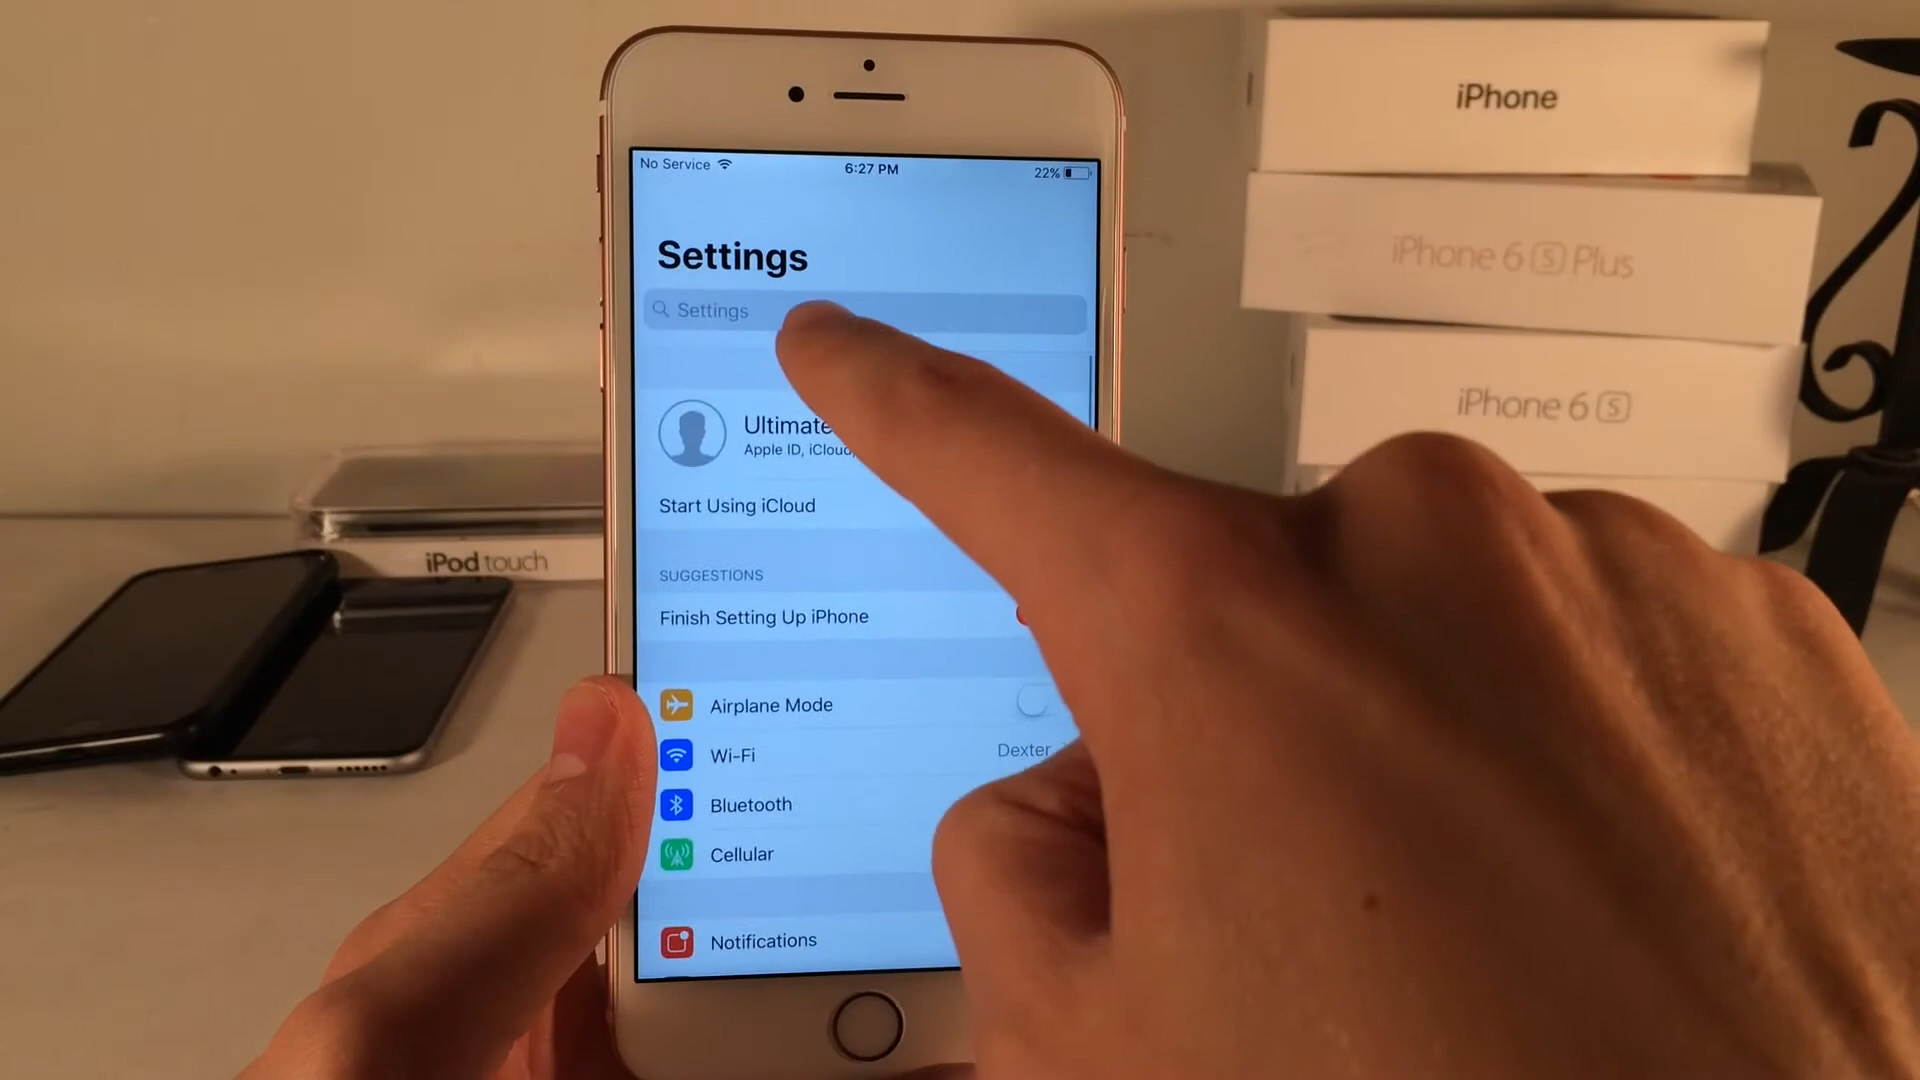 No Service
6:27 PM
22%
Settings
Settings
Ultimate
Apple ID, iCloud,
Start Using iCloud
SUGGESTIONS
Finish Setting Up iPhone
Airplane Mode
Wi-Fi
Dexter
Bluetooth
Cellular
Notifications
iPhone
iPhone 6 S Plus
iPhone 6 S
iPod touch